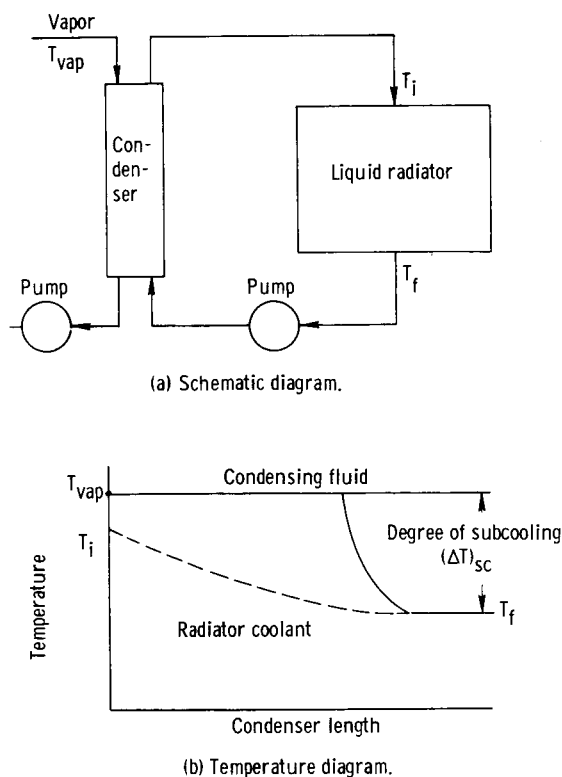 Vapor
T_vap
Con-
den-
ser
T_i
Liquid radiator
T_f
Pump
Pump
(a) Schematic diagram.
Condensing fluid
T_vap
T_i
Degree of subcooling
(ΔT)_sc
T_f
Radiator coolant
Temperature
Condenser length
(b) Temperature diagram.